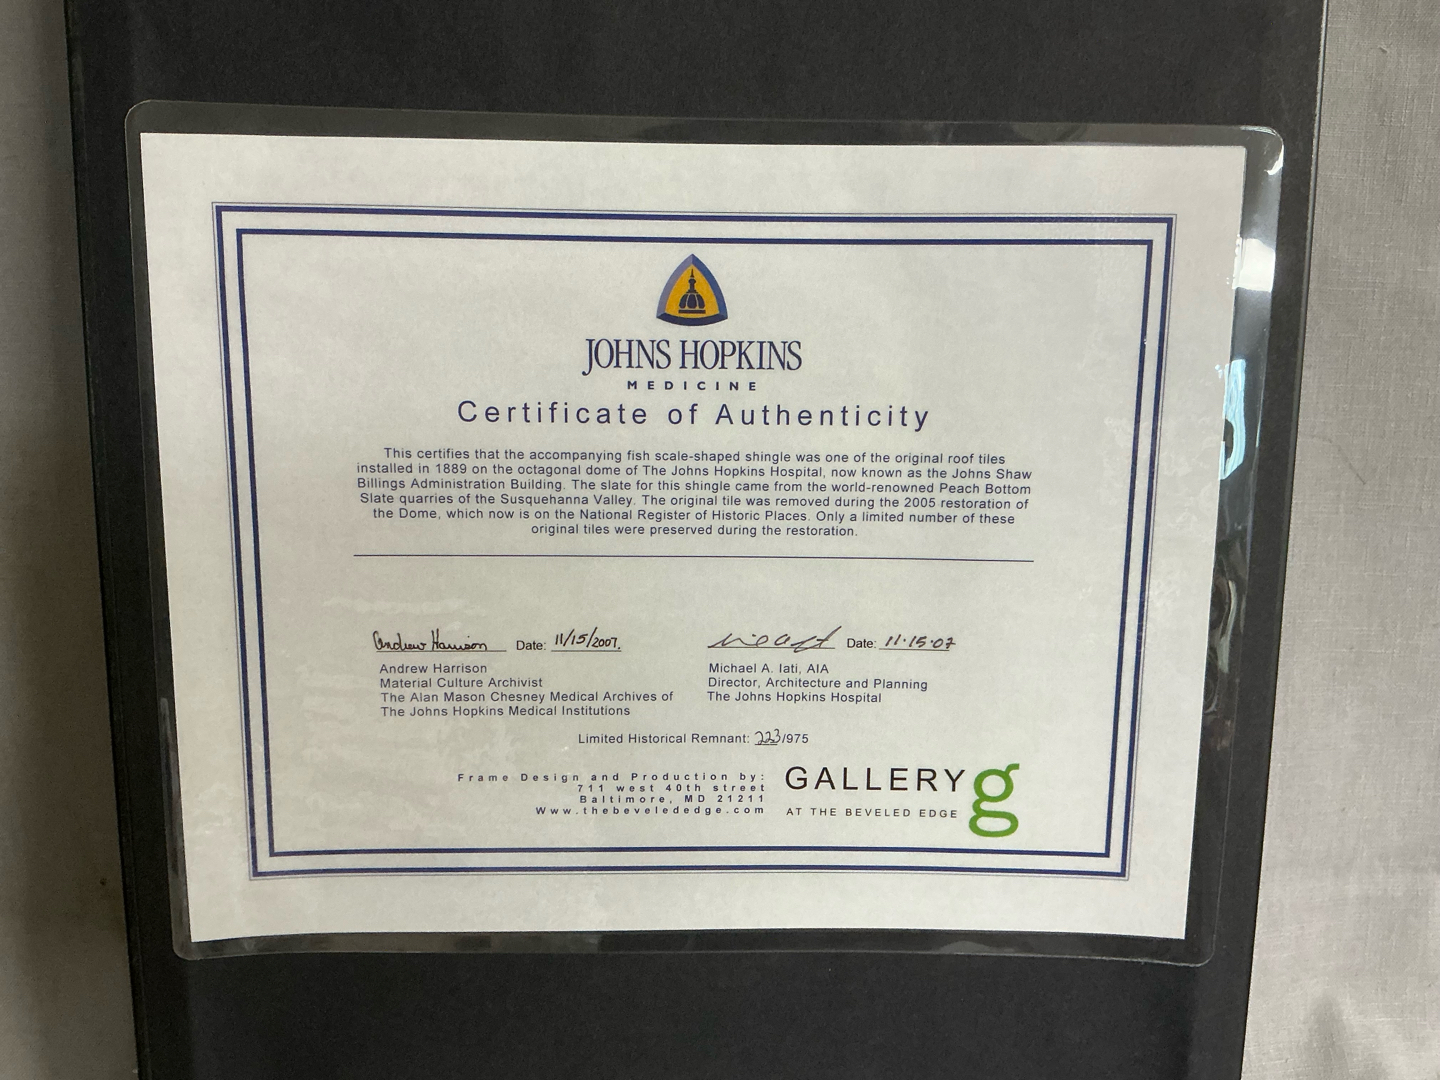 JOHNS HOPKINS
MEDICINE
Certificate of Authenticity
This certifies that the accompanying fish scale-shaped shingle was one of the original roof tiles
installed in 1889 on the octagonal dome of The Johns Hopkins Hospital, now known as the Johns Shaw
Billings Administration Building. The slate for this shingle came from the world-renowned Peach Bottom
Slate quarries of the Susquehanna Valley. The original tile was removed during the 2005 restoration of
the Dome, which now is on the National Register of Historic Places. Only a limited number of these
original tiles were preserved during the restoration.
Andrew Harrison Date: 11/15/2007. Date: 11.15.07
Andrew Harrison
Material Culture Archivist
The Alan Mason Chesney Medical Archives of
The Johns Hopkins Medical Institutions
Michael A. Iati, AIA
Director, Architecture and Planning
The Johns Hopkins Hospital
Limited Historical Remnant: 223/975
Frame Design and Production by:
711 west 40th street
Baltimore, MD 21211
Www.thebevelededge.com
GALLERY g
AT THE BEVELED EDGE